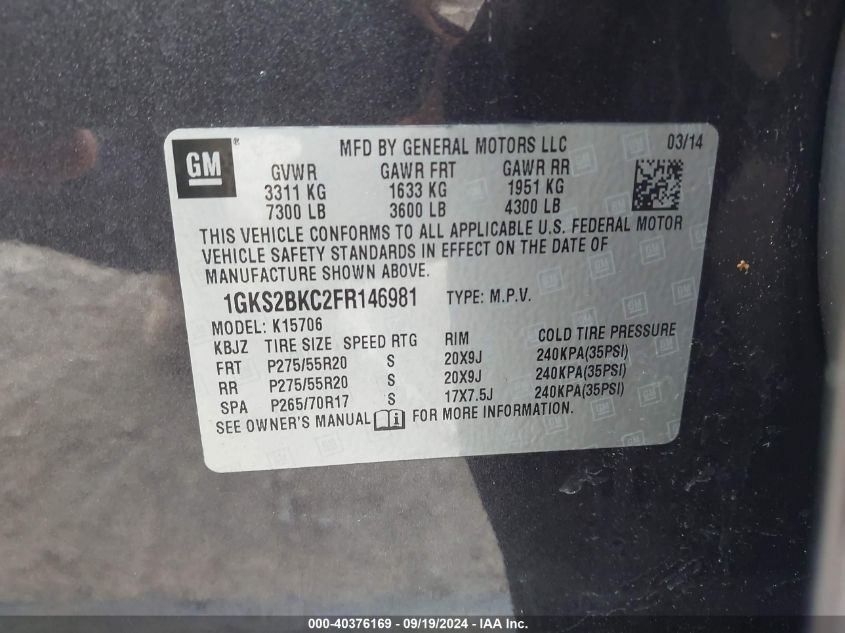 GM® MFD BY GENERAL MOTORS LLC 03/14
GVWR GAWR FRT GAWR RR
3311 KG 1633 KG 1951 KG
7300 LB 3600 LB 4300 LB
THIS VEHICLE CONFORMS TO ALL APPLICABLE U.S. FEDERAL MOTOR
VEHICLE SAFETY STANDARDS IN EFFECT ON THE DATE OF
MANUFACTURE SHOWN ABOVE.
1GKS2BKC2FR146981 TYPE: M.P.V.
MODEL: K15706
KBJZ TIRE SIZE SPEED RTG RIM COLD TIRE PRESSURE
FRT P275/55R20 S 20X9J 240KPA(35PSI)
RR P275/55R20 S 20X9J 240KPA(35PSI)
SPA P265/70R17 S 17X7.5J 240KPA(35PSI)
SEE OWNER'S MANUAL i FOR MORE INFORMATION.
000-40376169 - 09/19/2024 - IAA Inc.